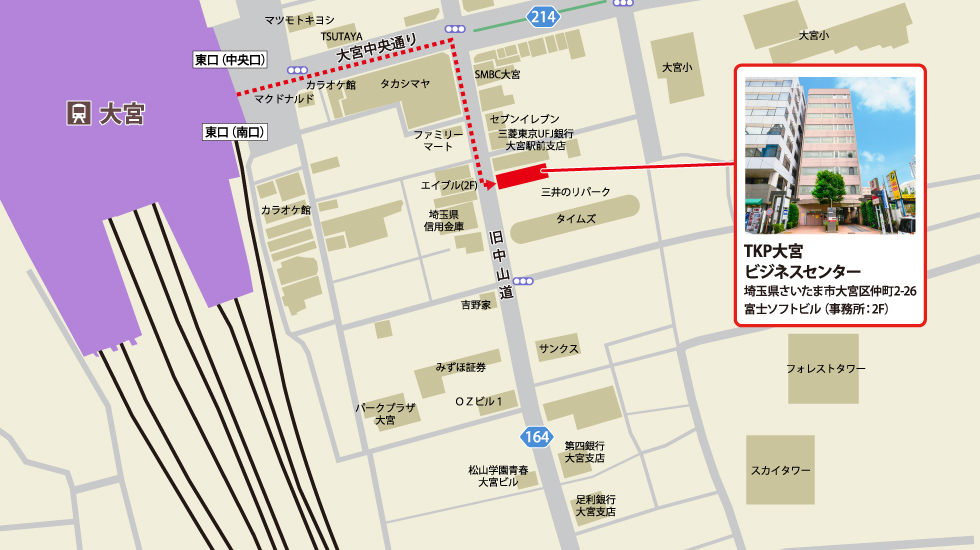 マツモトキヨシ
TSUTAYA
214
大宮中央通り
東口（中央口）
大宮小
大宮小
カラオケ館
タカシマヤ
SMBC大宮
マクドナルド
大宮
東口（南口）
セブンイレブン
三菱東京UFJ銀行
大宮駅前支店
ファミリー
マート
エイブル(2F)
三井のリパーク
カラオケ館
埼玉県
信用金庫
タイムズ
旧中山道
TKP大宮
ビジネスセンター
埼玉県さいたま市大宮区仲町2-26
富士ソフトビル（事務所：2F）
吉野家
サンクス
みずほ証券
フォレストタワー
ＯＺビル１
パークプラザ
大宮
164
第四銀行
大宮支店
松山学園青春
大宮ビル
スカイタワー
足利銀行
大宮支店